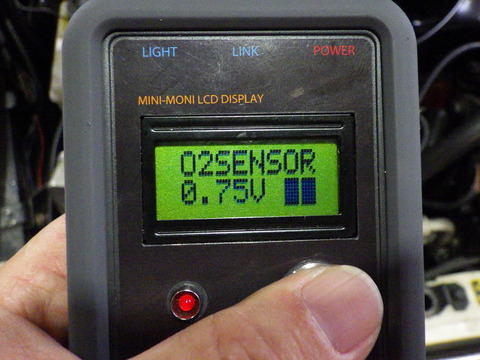 LIGHT LINK POWER
MINI-MONI LCD DISPLAY
O2SENSOR
0.75V